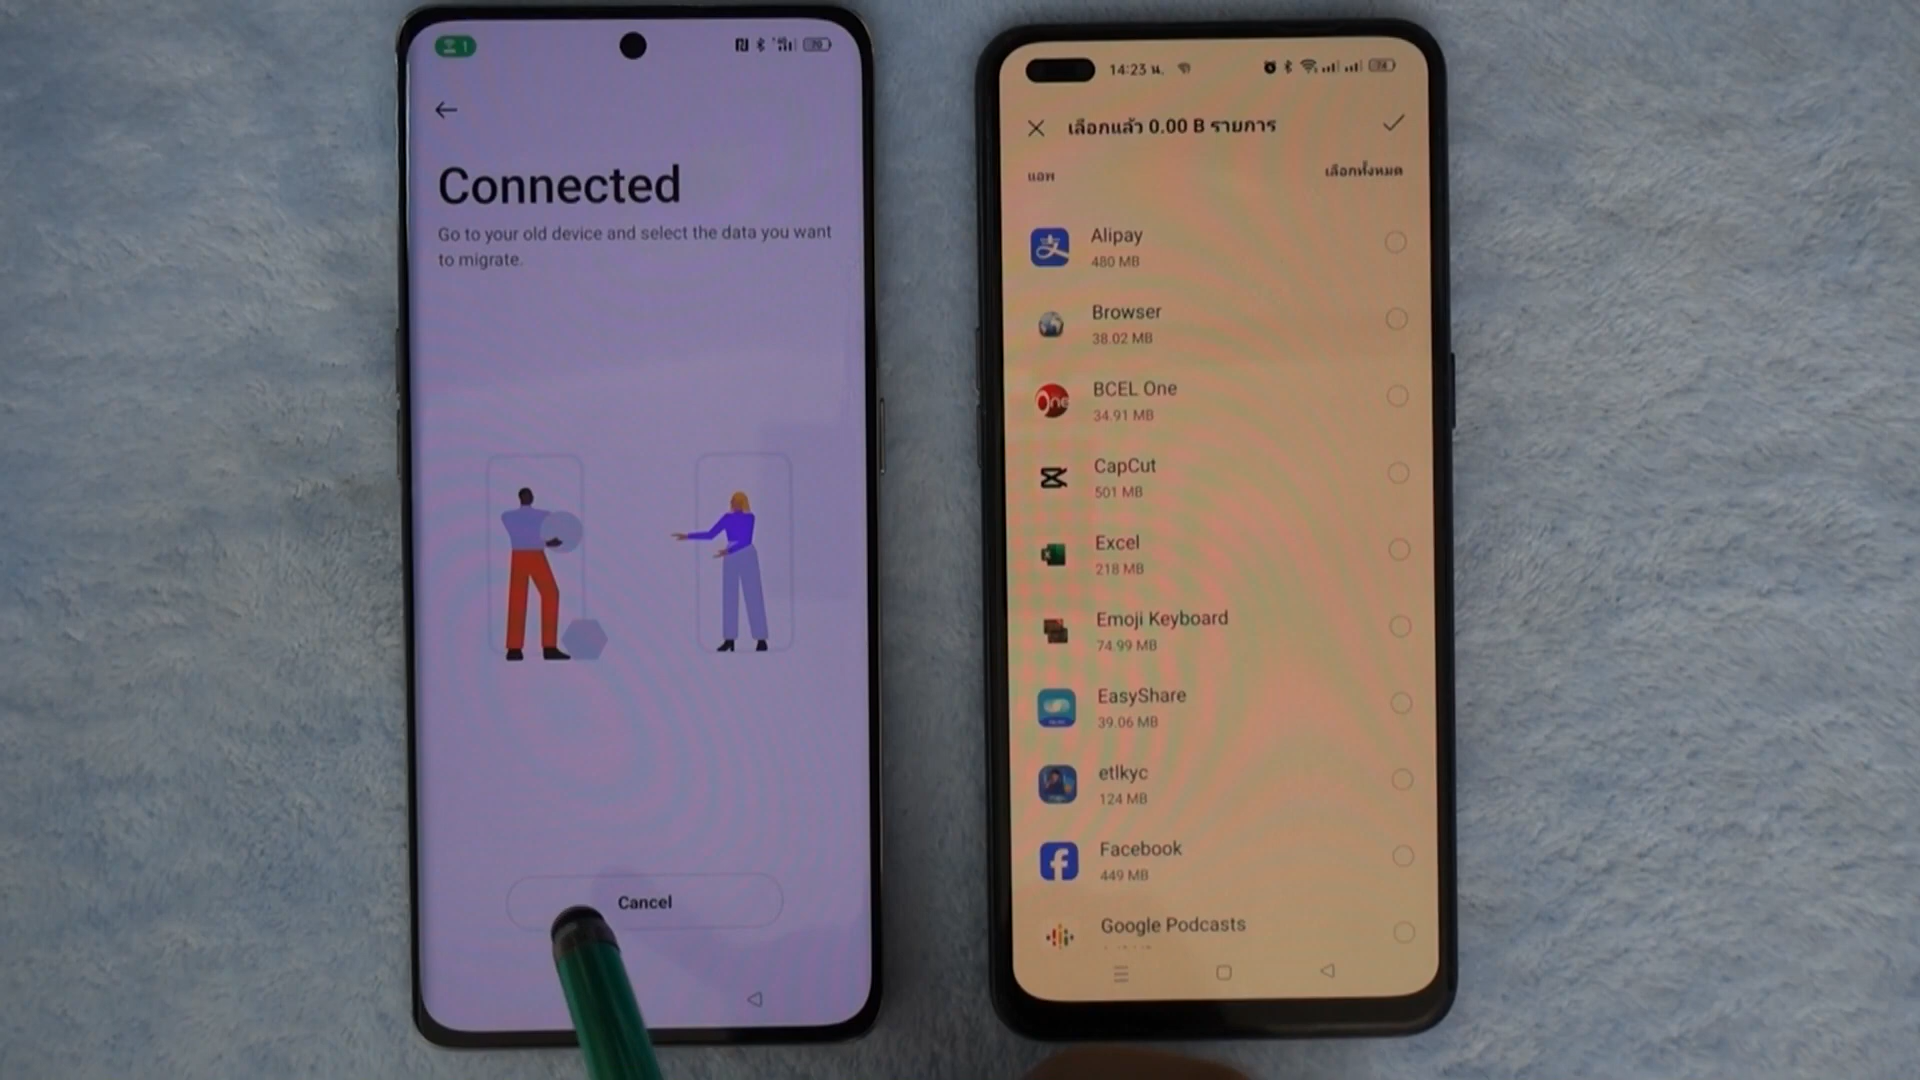 1
Connected
Go to your old device and select the data you want
to migrate.
Cancel
14:23 น.
เลือกแล้ว 0.00 B รายการ
แอพ
เลือกทั้งหมด
Alipay
480 MB
Browser
38.02 MB
BCEL One
34.91 MB
CapCut
501 MB
Excel
218 MB
Emoji Keyboard
74.99 MB
EasyShare
39.06 MB
etlkyc
124 MB
Facebook
449 MB
Google Podcasts